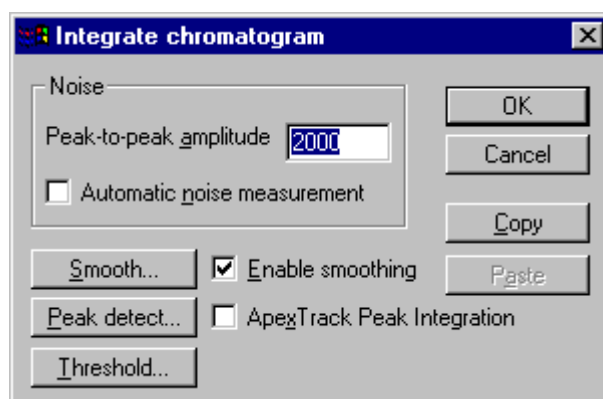 Integrate chromatogram
Noise
Peak-to-peak amplitude 2000
Automatic noise measurement
OK
Cancel
Copy
Paste
Smooth... Enable smoothing
Peak detect... ApexTrack Peak Integration
Threshold...